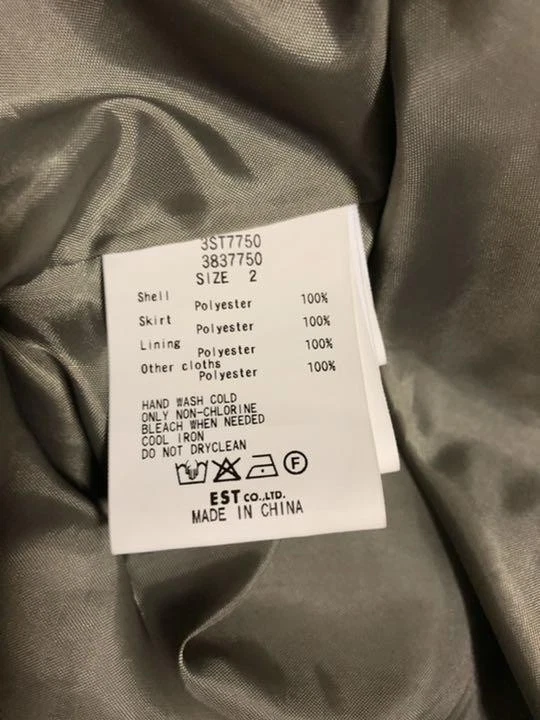 3ST7750
3837750
SIZE 2
Shell
Polyester 100%
Skirt
Polyester 100%
Lining
Polyester 100%
Other cloths
Polyester 100%
HAND WASH COLD
ONLY NON-CHLORINE
BLEACH WHEN NEEDED
COOL IRON
DO NOT DRYCLEAN
F
EST CO.,LTD.
MADE IN CHINA